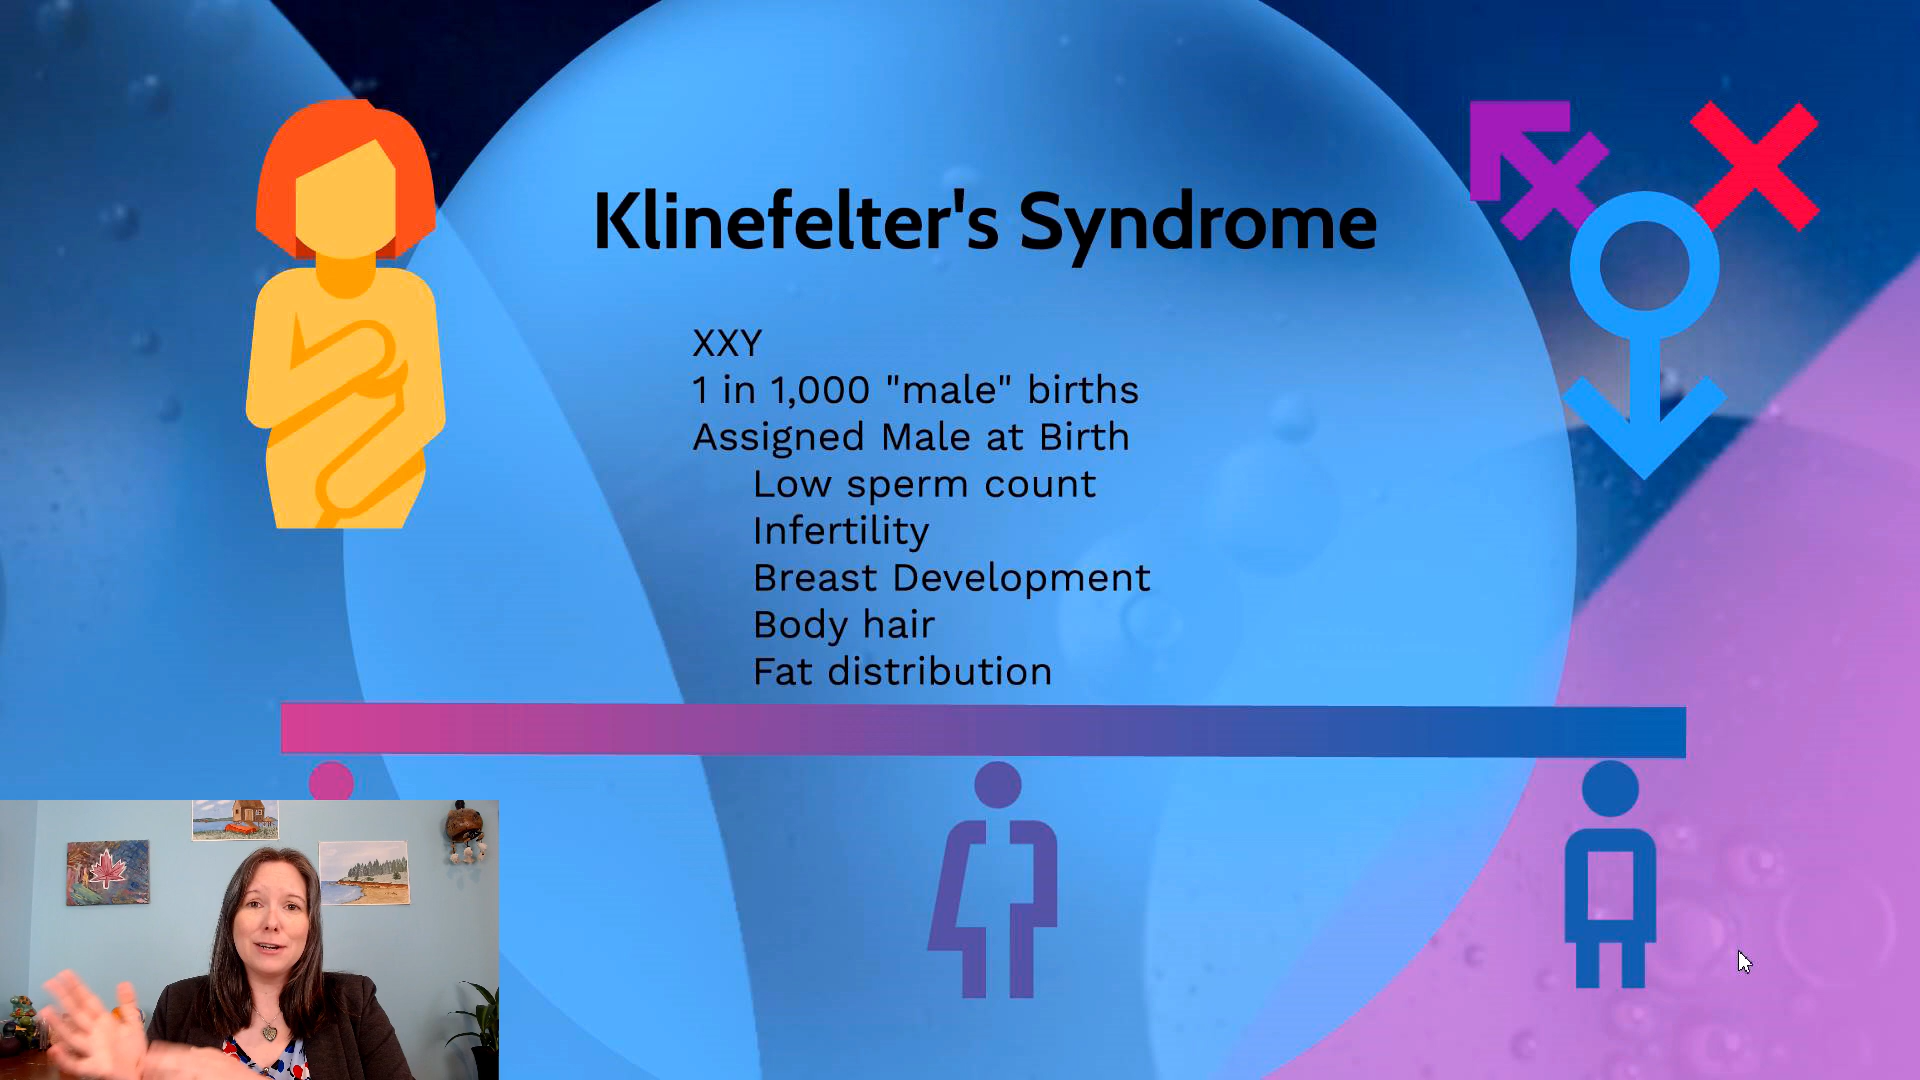 Klinefelter's Syndrome
XXY
1 in 1,000 "male" births
Assigned Male at Birth
Low sperm count
Infertility
Breast Development
Body hair
Fat distribution